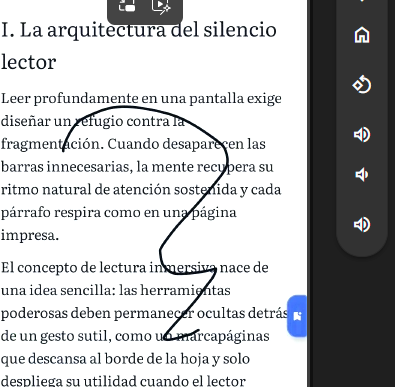 I. La arquitectura del silencio
lector
Leer profundamente en una pantalla exige
diseñar un refugio contra la
fragmentación. Cuando desaparecen las
barras innecesarias, la mente recupera su
ritmo natural de atención sostenida y cada
párrafo respira como en una página
impresa.
El concepto de lectura inmersiva nace de
una idea sencilla: las herramientas
poderosas deben permanecer ocultas detrás
de un gesto sutil, como un marcapáginas
que descansa al borde de la hoja y solo
despliega su utilidad cuando el lector